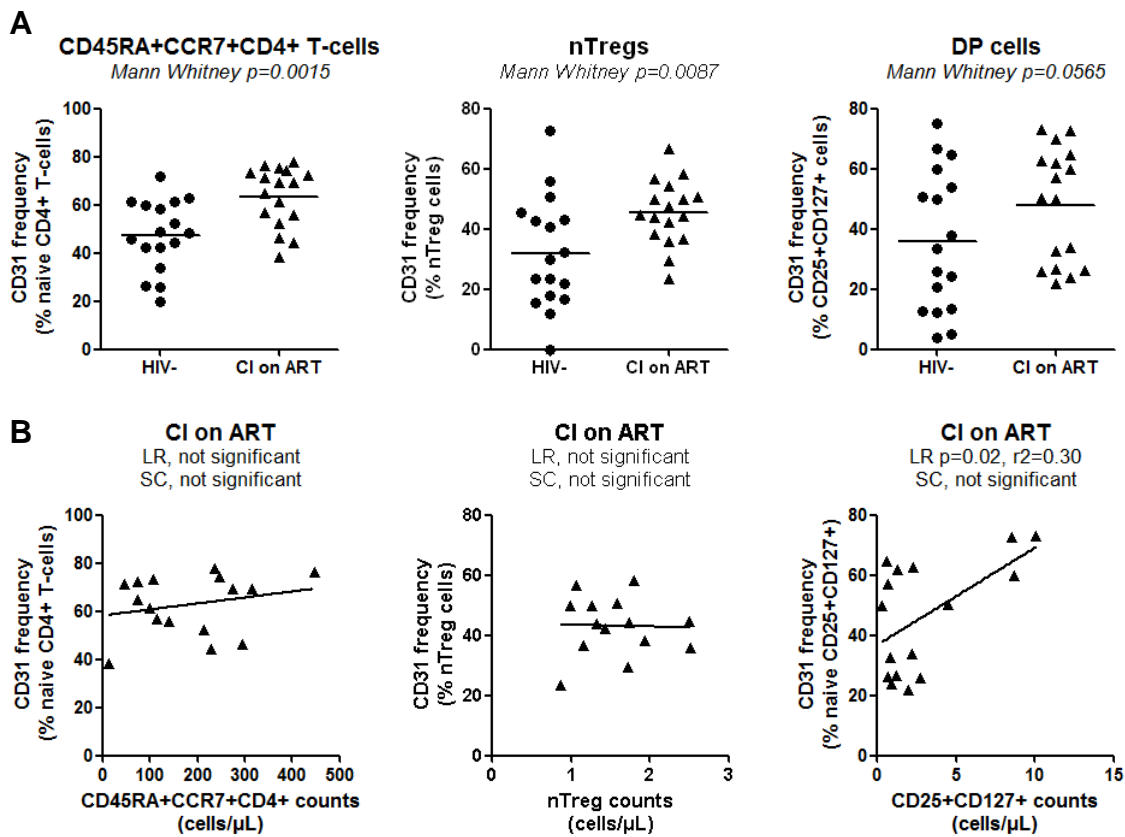 A
CD45RA+CCR7+CD4+ T-cells
Mann Whitney p=0.0015
CD31 frequency
(% naive CD4+ T-cells)
100
80
60
40
20
0
HIV-
CI on ART
nTregs
Mann Whitney p=0.0087
CD31 frequency
(% nTreg cells)
80
60
40
20
0
HIV-
CI on ART
DP cells
Mann Whitney p=0.0565
CD31 frequency
(% CD25+CD127+ cells)
80
60
40
20
0
HIV-
CI on ART
B
CI on ART
LR, not significant
SC, not significant
CD31 frequency
(% naive CD4+ T-cells)
100
80
60
40
20
0
0 100 200 300 400 500
CD45RA+CCR7+CD4+ counts
(cells/µL)
CI on ART
LR, not significant
SC, not significant
CD31 frequency
(% nTreg cells)
80
60
40
20
0
0 1 2 3
nTreg counts
(cells/µL)
CI on ART
LR p=0.02, r2=0.30
SC, not significant
CD31 frequency
(% naive CD25+CD127+)
80
60
40
20
0
0 5 10 15
CD25+CD127+ counts
(cells/µL)